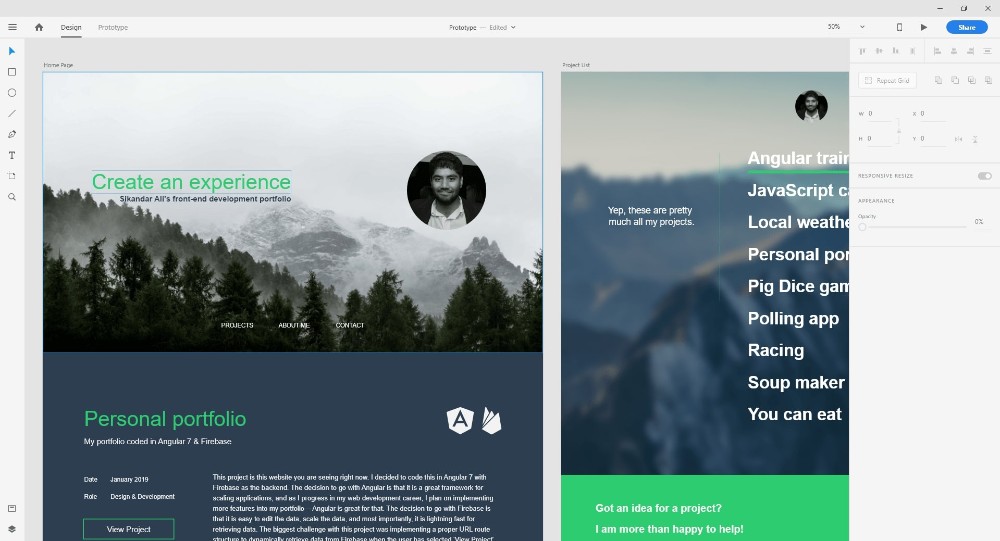 Design
Prototype
Prototype — Edited
50%
Share
Home Page
Create an experience
Sikandar Ali's front-end development portfolio
PROJECTS
ABOUT ME
CONTACT
Personal portfolio
My portfolio coded in Angular 7 & Firebase
Date January 2019
Role Design & Development
View Project
This project is this website you are seeing right now. I decided to code this in Angular 7 with
Firebase as the backend. The decision to go with Angular is that it is a great framework for
scaling applications, and as I progress in my web development career, I plan on implementing
more features into my portfolio - Angular is great for that. The decision to go with Firebase is
that it is easy to edit the data, scale the data, and most importantly, it is lightning fast for
retrieving data. The biggest challenge with this project was implementing a proper URL route
structure to dynamically retrieve data from Firebase when the user has selected 'View Project'
Project List
Yep, these are pretty
much all my projects.
Angular train
JavaScript ca
Local weathe
Personal por
Pig Dice gam
Polling app
Racing
Soup maker
You can eat
Got an idea for a project?
I am more than happy to help!
Repeat Grid
W 0
X 0
H 0
Y 0
RESPONSIVE RESIZE
APPEARANCE
Opacity
0%